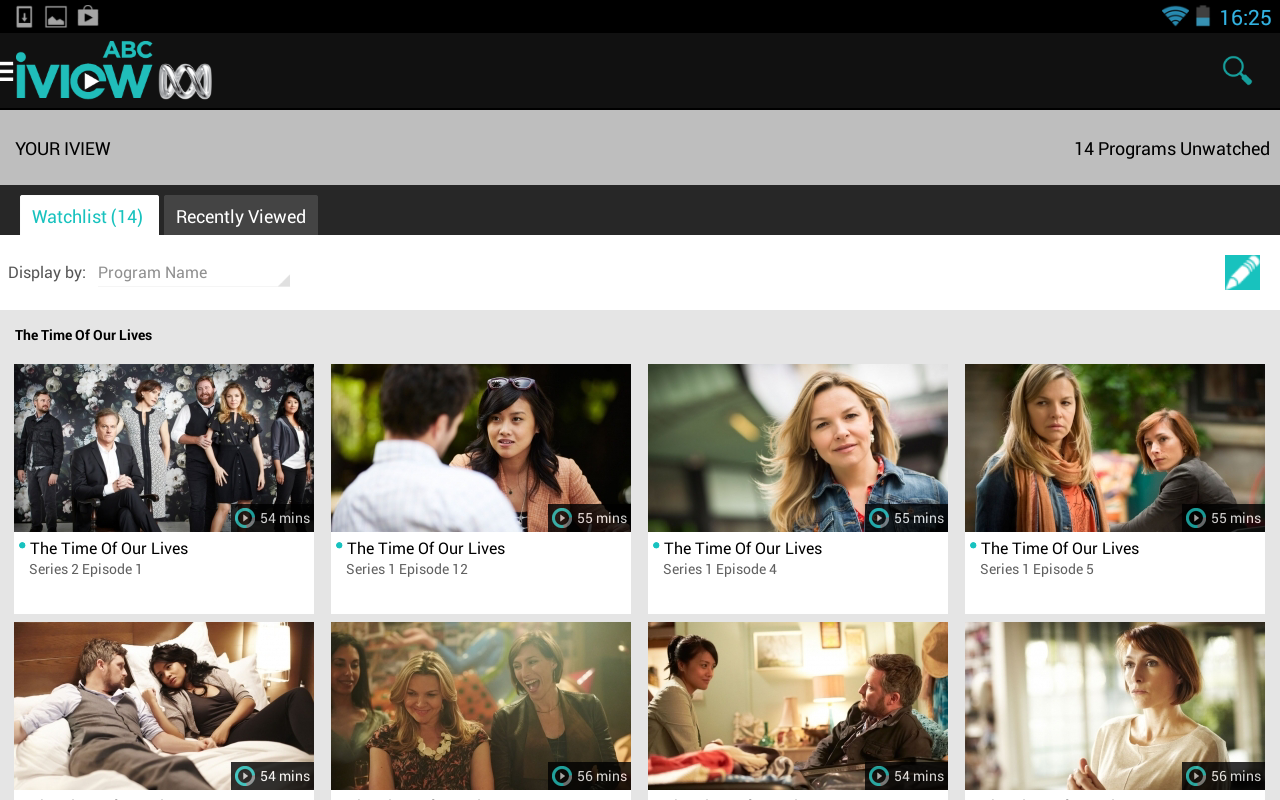 16:25
ABC
iview
YOUR IVIEW
14 Programs Unwatched
Watchlist (14)
Recently Viewed
Display by:
Program Name
The Time Of Our Lives
54 mins
55 mins
55 mins
55 mins
The Time Of Our Lives
The Time Of Our Lives
The Time Of Our Lives
The Time Of Our Lives
Series 2 Episode 1
Series 1 Episode 12
Series 1 Episode 4
Series 1 Episode 5
54 mins
56 mins
54 mins
56 mins